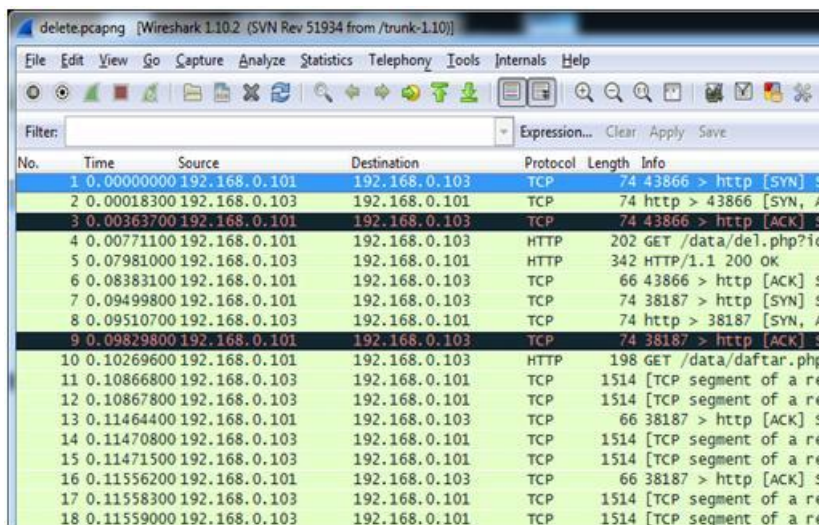 delete.pcapng [Wireshark 1.10.2 (SVN Rev 51934 from /trunk-1.10)]
File Edit View Go Capture Analyze Statistics Telephony Tools Internals Help
Filter: Expression... Clear Apply Save
No. Time Source Destination Protocol Length Info
1 0.00000000 192.168.0.101 192.168.0.103 TCP 74 43866 > http [SYN] S
2 0.00018300 192.168.0.103 192.168.0.101 TCP 74 http > 43866 [SYN, A
3 0.00363700 192.168.0.101 192.168.0.103 TCP 74 43866 > http [ACK] S
4 0.00771100 192.168.0.101 192.168.0.103 HTTP 202 GET /data/del.php?id
5 0.07981000 192.168.0.103 192.168.0.101 HTTP 342 HTTP/1.1 200 OK
6 0.08383100 192.168.0.101 192.168.0.103 TCP 66 43866 > http [ACK] S
7 0.09499800 192.168.0.101 192.168.0.103 TCP 74 38187 > http [SYN] S
8 0.09510700 192.168.0.103 192.168.0.101 TCP 74 http > 38187 [SYN, A
9 0.09829800 192.168.0.101 192.168.0.103 TCP 74 38187 > http [ACK] S
10 0.10269600 192.168.0.101 192.168.0.103 HTTP 198 GET /data/daftar.php
11 0.10866800 192.168.0.103 192.168.0.101 TCP 1514 [TCP segment of a re
12 0.10867800 192.168.0.103 192.168.0.101 TCP 1514 [TCP segment of a re
13 0.11464400 192.168.0.101 192.168.0.103 TCP 66 38187 > http [ACK] S
14 0.11470800 192.168.0.103 192.168.0.101 TCP 1514 [TCP segment of a re
15 0.11471500 192.168.0.103 192.168.0.101 TCP 1514 [TCP segment of a re
16 0.11556200 192.168.0.101 192.168.0.103 TCP 66 38187 > http [ACK] S
17 0.11558300 192.168.0.103 192.168.0.101 TCP 1514 [TCP segment of a re
18 0.11559000 192.168.0.103 192.168.0.101 TCP 1514 [TCP segment of a re